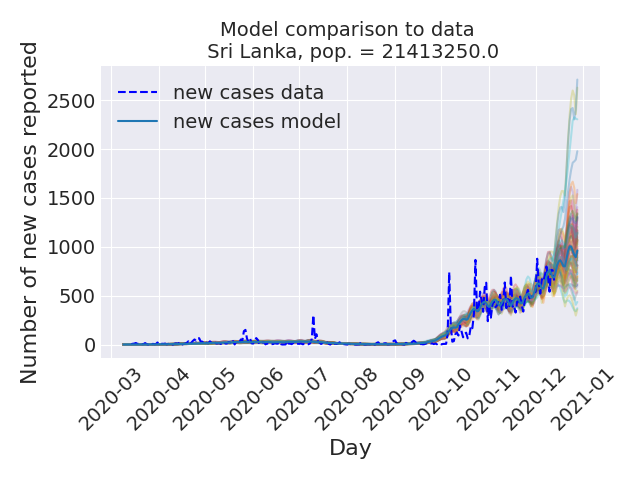 Model comparison to data
Sri Lanka, pop. = 21413250.0
Number of new cases reported
2500
2000
1500
1000
500
0
new cases data
new cases model
2020-03
2020-04
2020-05
2020-06
2020-07
2020-08
2020-09
2020-10
2020-11
2020-12
2021-01
Day